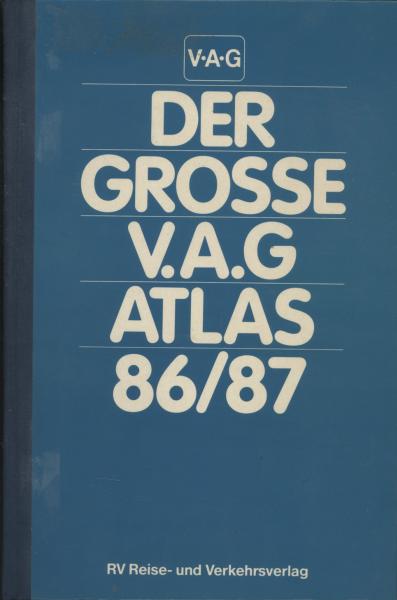 V·A·G
DER
GROSSE
V.A.G
ATLAS
86/87
RV Reise- und Verkehrsverlag